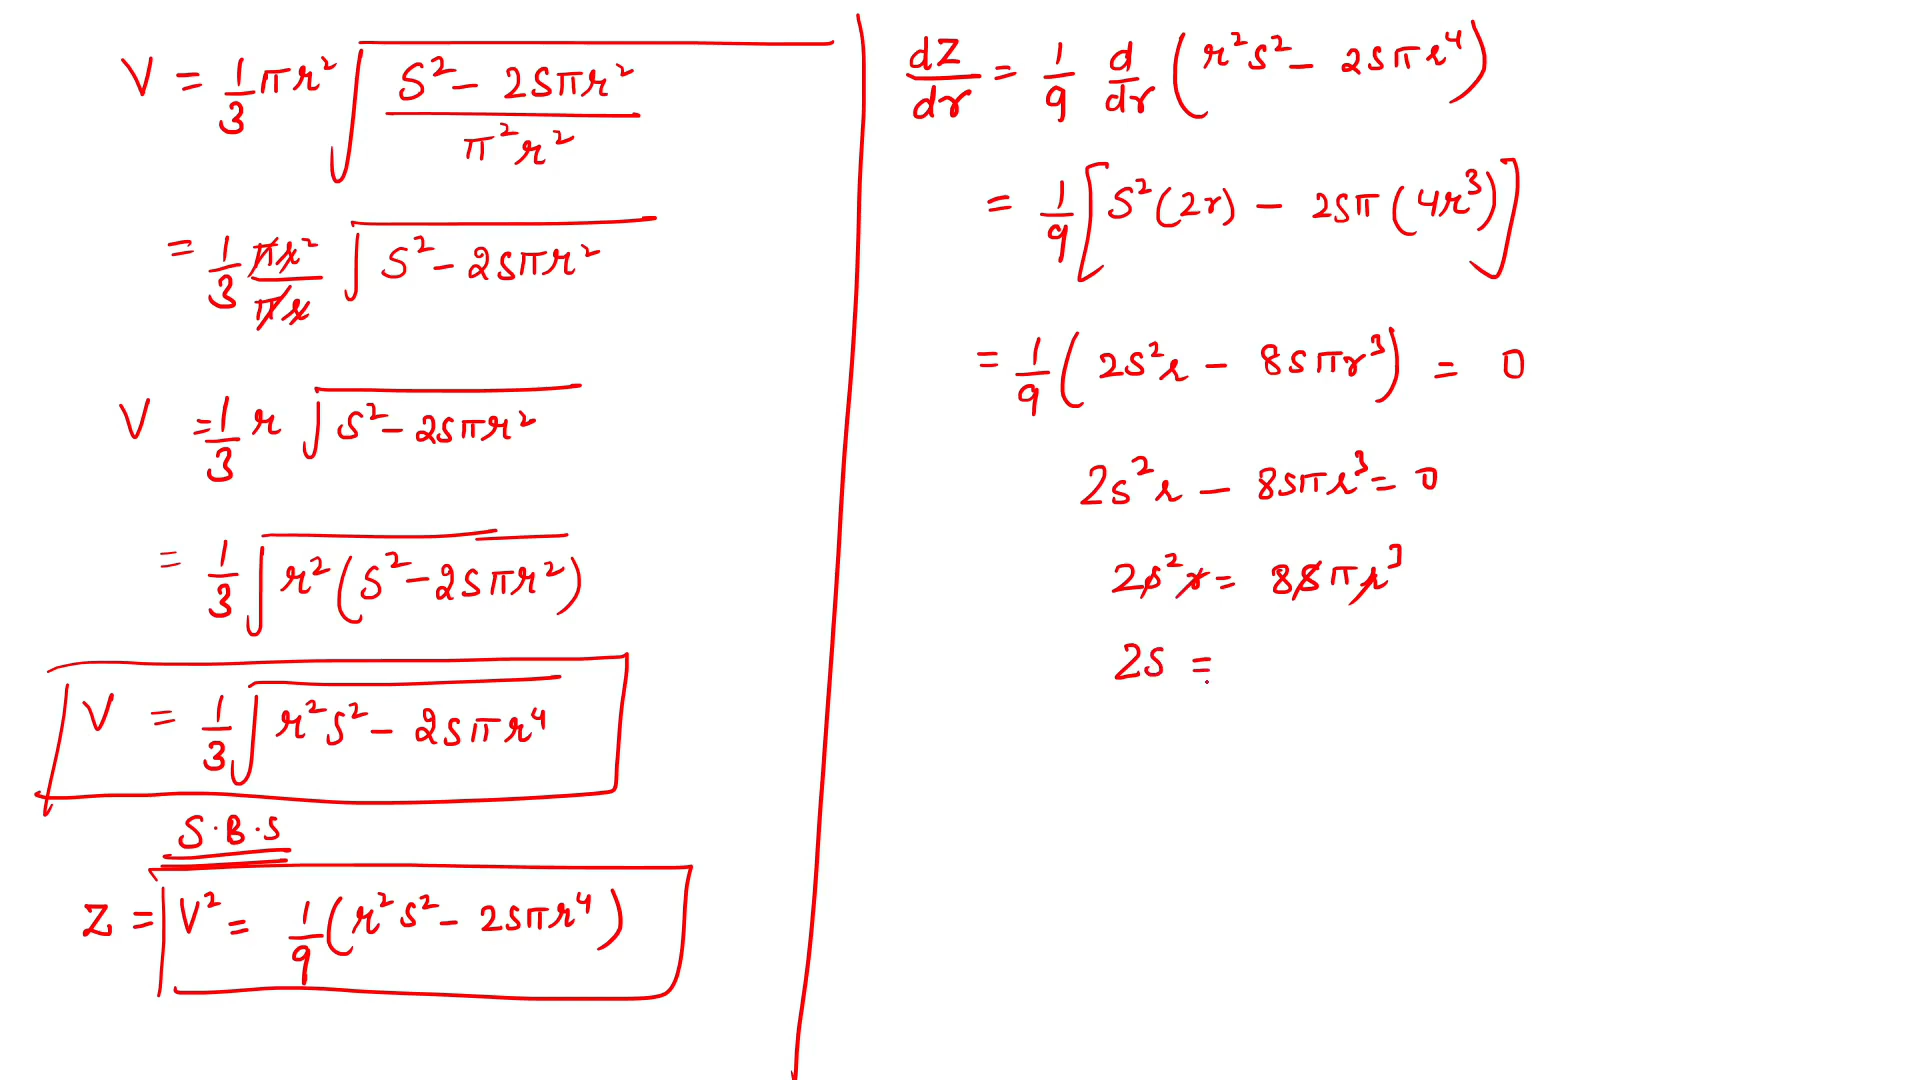 V = 1/3 πr² √((S² − 2sπr²)/(π²r²))
= 1/3 πr²/πr √(S² − 2sπr²)
V = 1/3 r √(S² − 2sπr²)
= 1/3 √(r²(S² − 2sπr²))
V = 1/3 √(r²s² − 2sπr⁴)
S.B.S
Z = V² = 1/9 (r²s² − 2sπr⁴)
dZ/dr = 1/9 d/dr (r²s² − 2sπr⁴)
= 1/9 [S²(2r) − 2sπ(4r³)]
= 1/9 (2s²r − 8sπr³) = 0
2s²r − 8sπr³ = 0
2s²r = 8sπr³
2s =